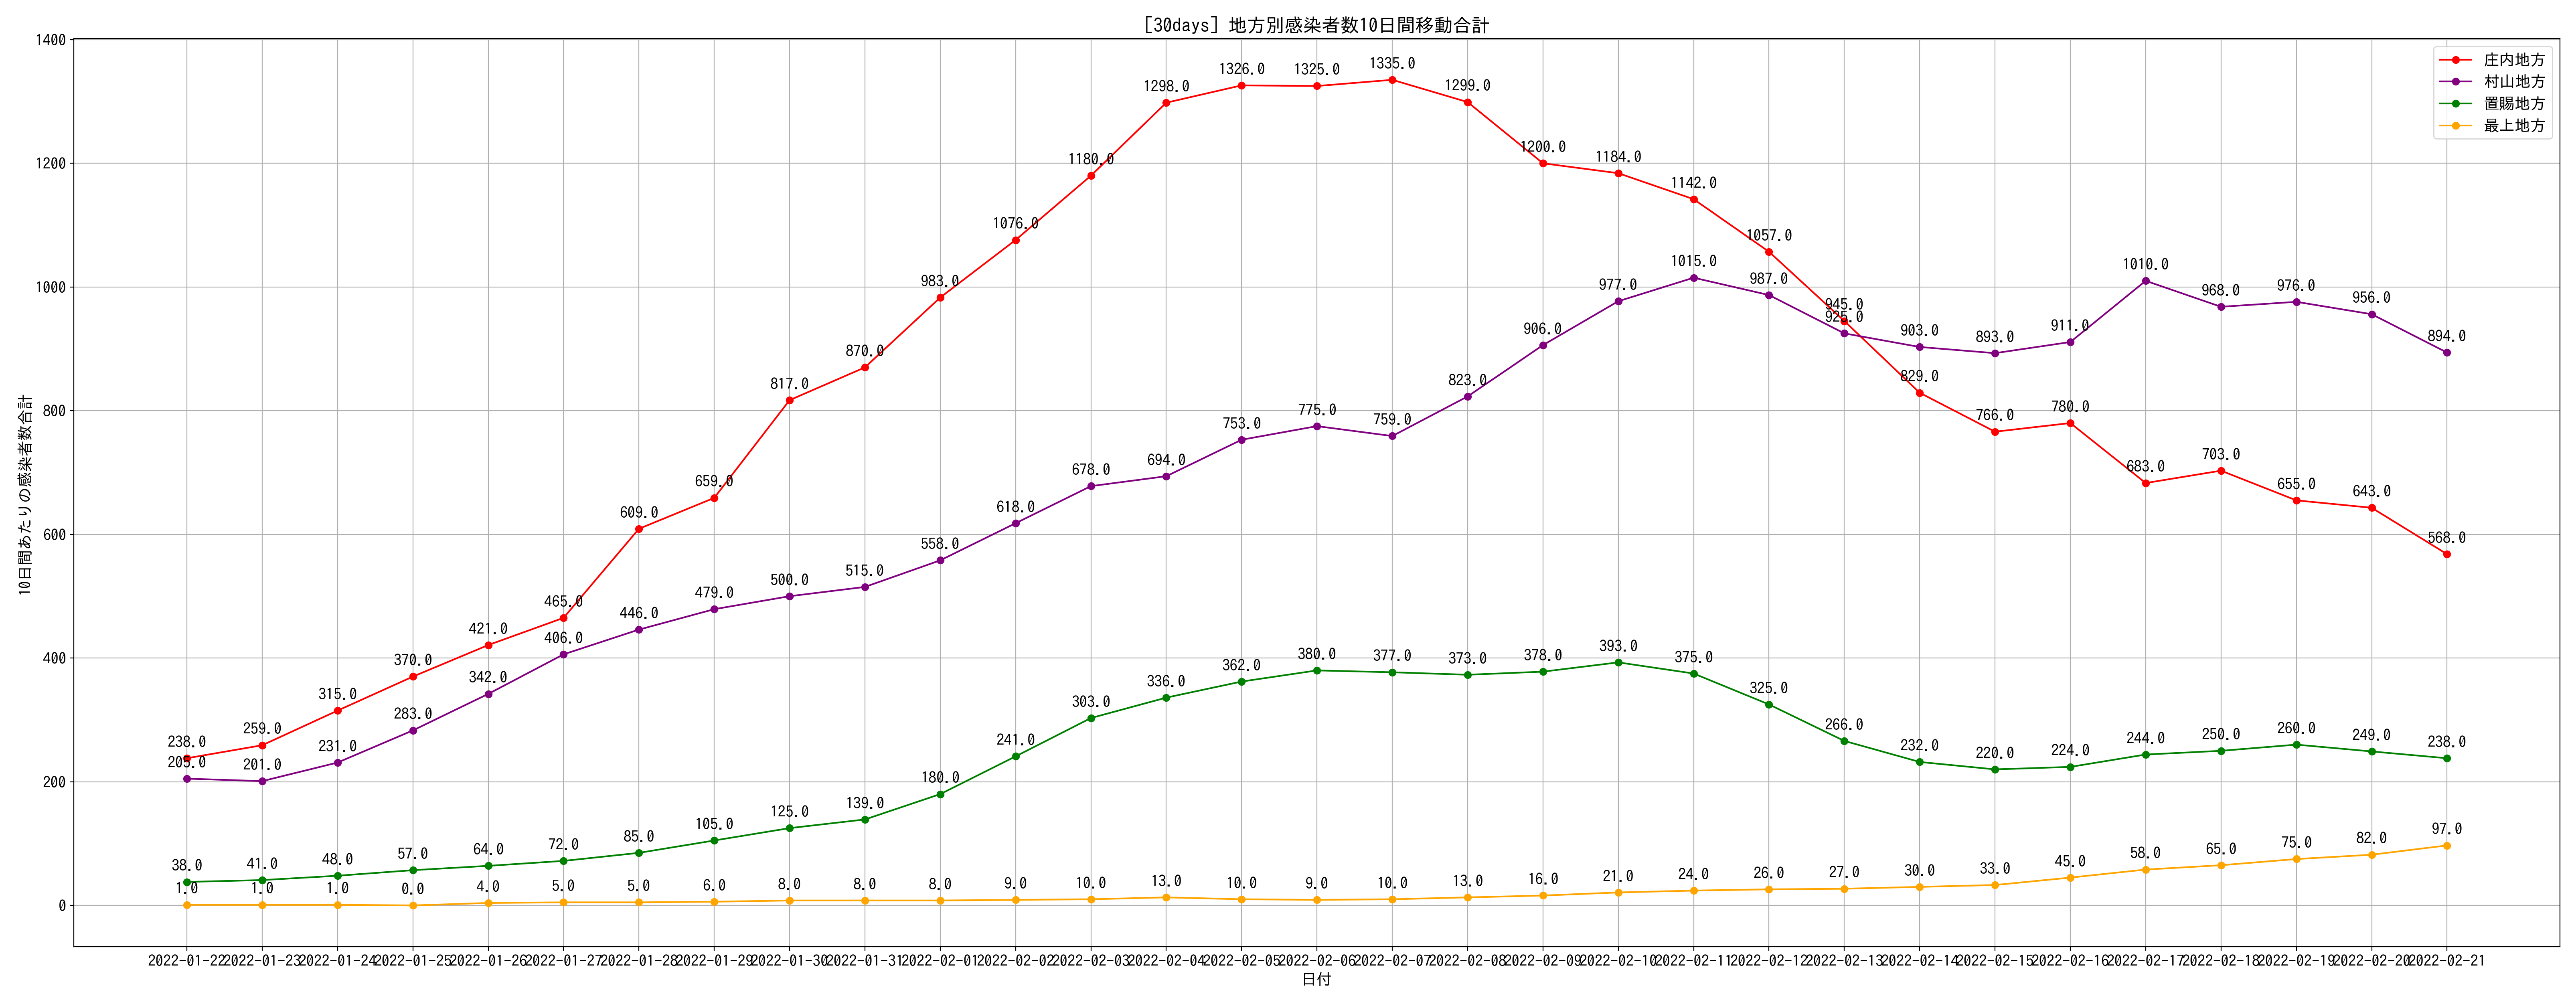 [30days] 地方別感染者数10日間移動合計
庄内地方
村山地方
置賜地方
最上地方
10日間あたりの感染者数合計
1400
1200
1000
800
600
400
200
0
238.0 259.0 315.0 370.0 421.0 465.0 609.0 659.0 817.0 870.0 983.0 1076.0 1180.0 1298.0 1326.0 1325.0 1335.0 1299.0 1200.0 1184.0 1142.0 1057.0 945.0 829.0 766.0 780.0 683.0 703.0 655.0 643.0 568.0
205.0 201.0 231.0 283.0 342.0 406.0 446.0 479.0 500.0 515.0 558.0 618.0 678.0 694.0 753.0 775.0 759.0 823.0 906.0 977.0 1015.0 987.0 925.0 903.0 893.0 911.0 1010.0 968.0 976.0 956.0 894.0
38.0 41.0 48.0 57.0 64.0 72.0 85.0 105.0 125.0 139.0 180.0 241.0 303.0 336.0 362.0 380.0 377.0 373.0 378.0 393.0 375.0 325.0 266.0 232.0 220.0 224.0 244.0 250.0 260.0 249.0 238.0
1.0 1.0 1.0 0.0 4.0 5.0 5.0 6.0 8.0 8.0 8.0 9.0 10.0 13.0 10.0 9.0 10.0 13.0 16.0 21.0 24.0 26.0 27.0 30.0 33.0 45.0 58.0 65.0 75.0 82.0 97.0
2022-01-22 2022-01-23 2022-01-24 2022-01-25 2022-01-26 2022-01-27 2022-01-28 2022-01-29 2022-01-30 2022-01-31 2022-02-01 2022-02-02 2022-02-03 2022-02-04 2022-02-05 2022-02-06 2022-02-07 2022-02-08 2022-02-09 2022-02-10 2022-02-11 2022-02-12 2022-02-13 2022-02-14 2022-02-15 2022-02-16 2022-02-17 2022-02-18 2022-02-19 2022-02-20 2022-02-21
日付